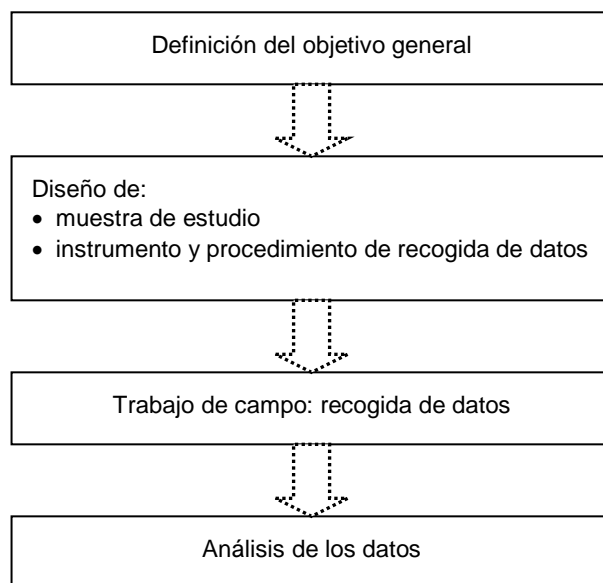 Definición del objetivo general
Diseño de:
• muestra de estudio
• instrumento y procedimiento de recogida de datos
Trabajo de campo: recogida de datos
Análisis de los datos